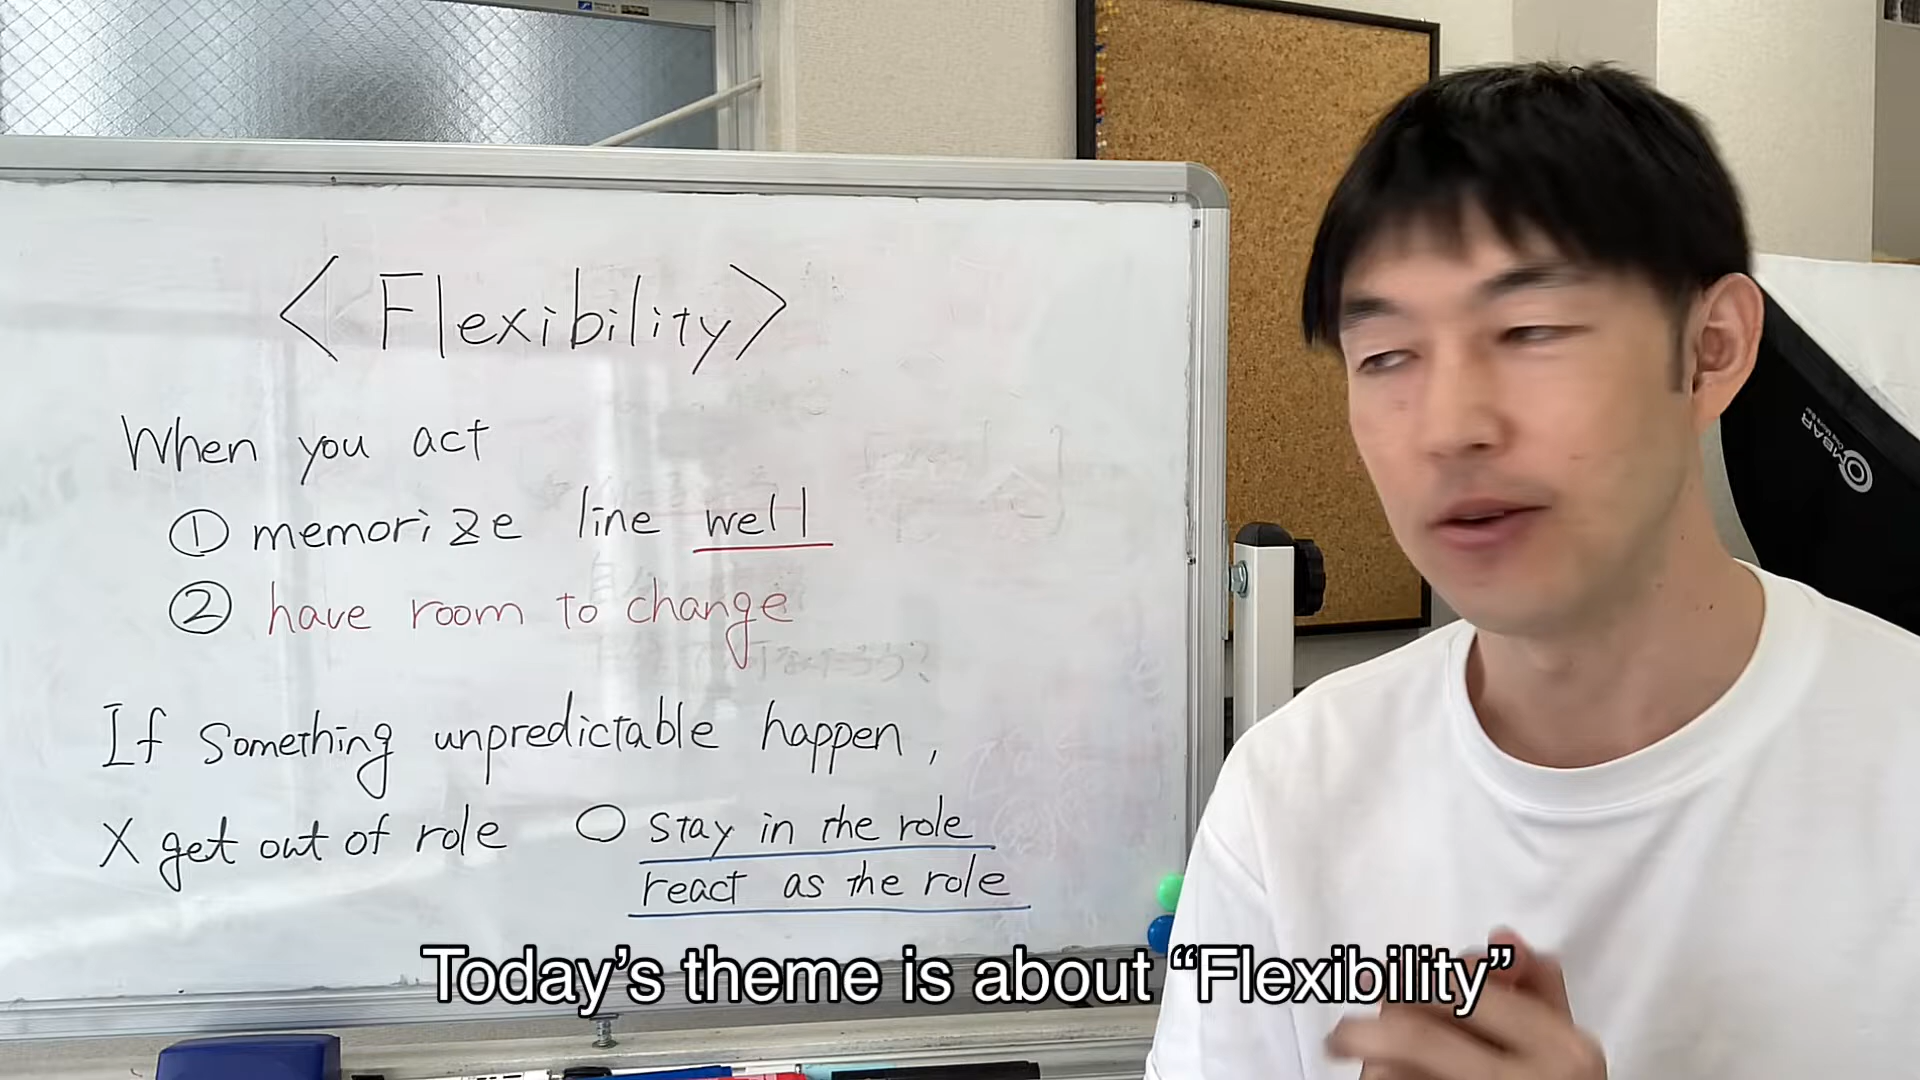 <Flexibility>
When you act
① memorize line well
② have room to change
If something unpredictable happen,
X get out of role ○ stay in the role
react as the role
Today's theme is about “Flexibility”